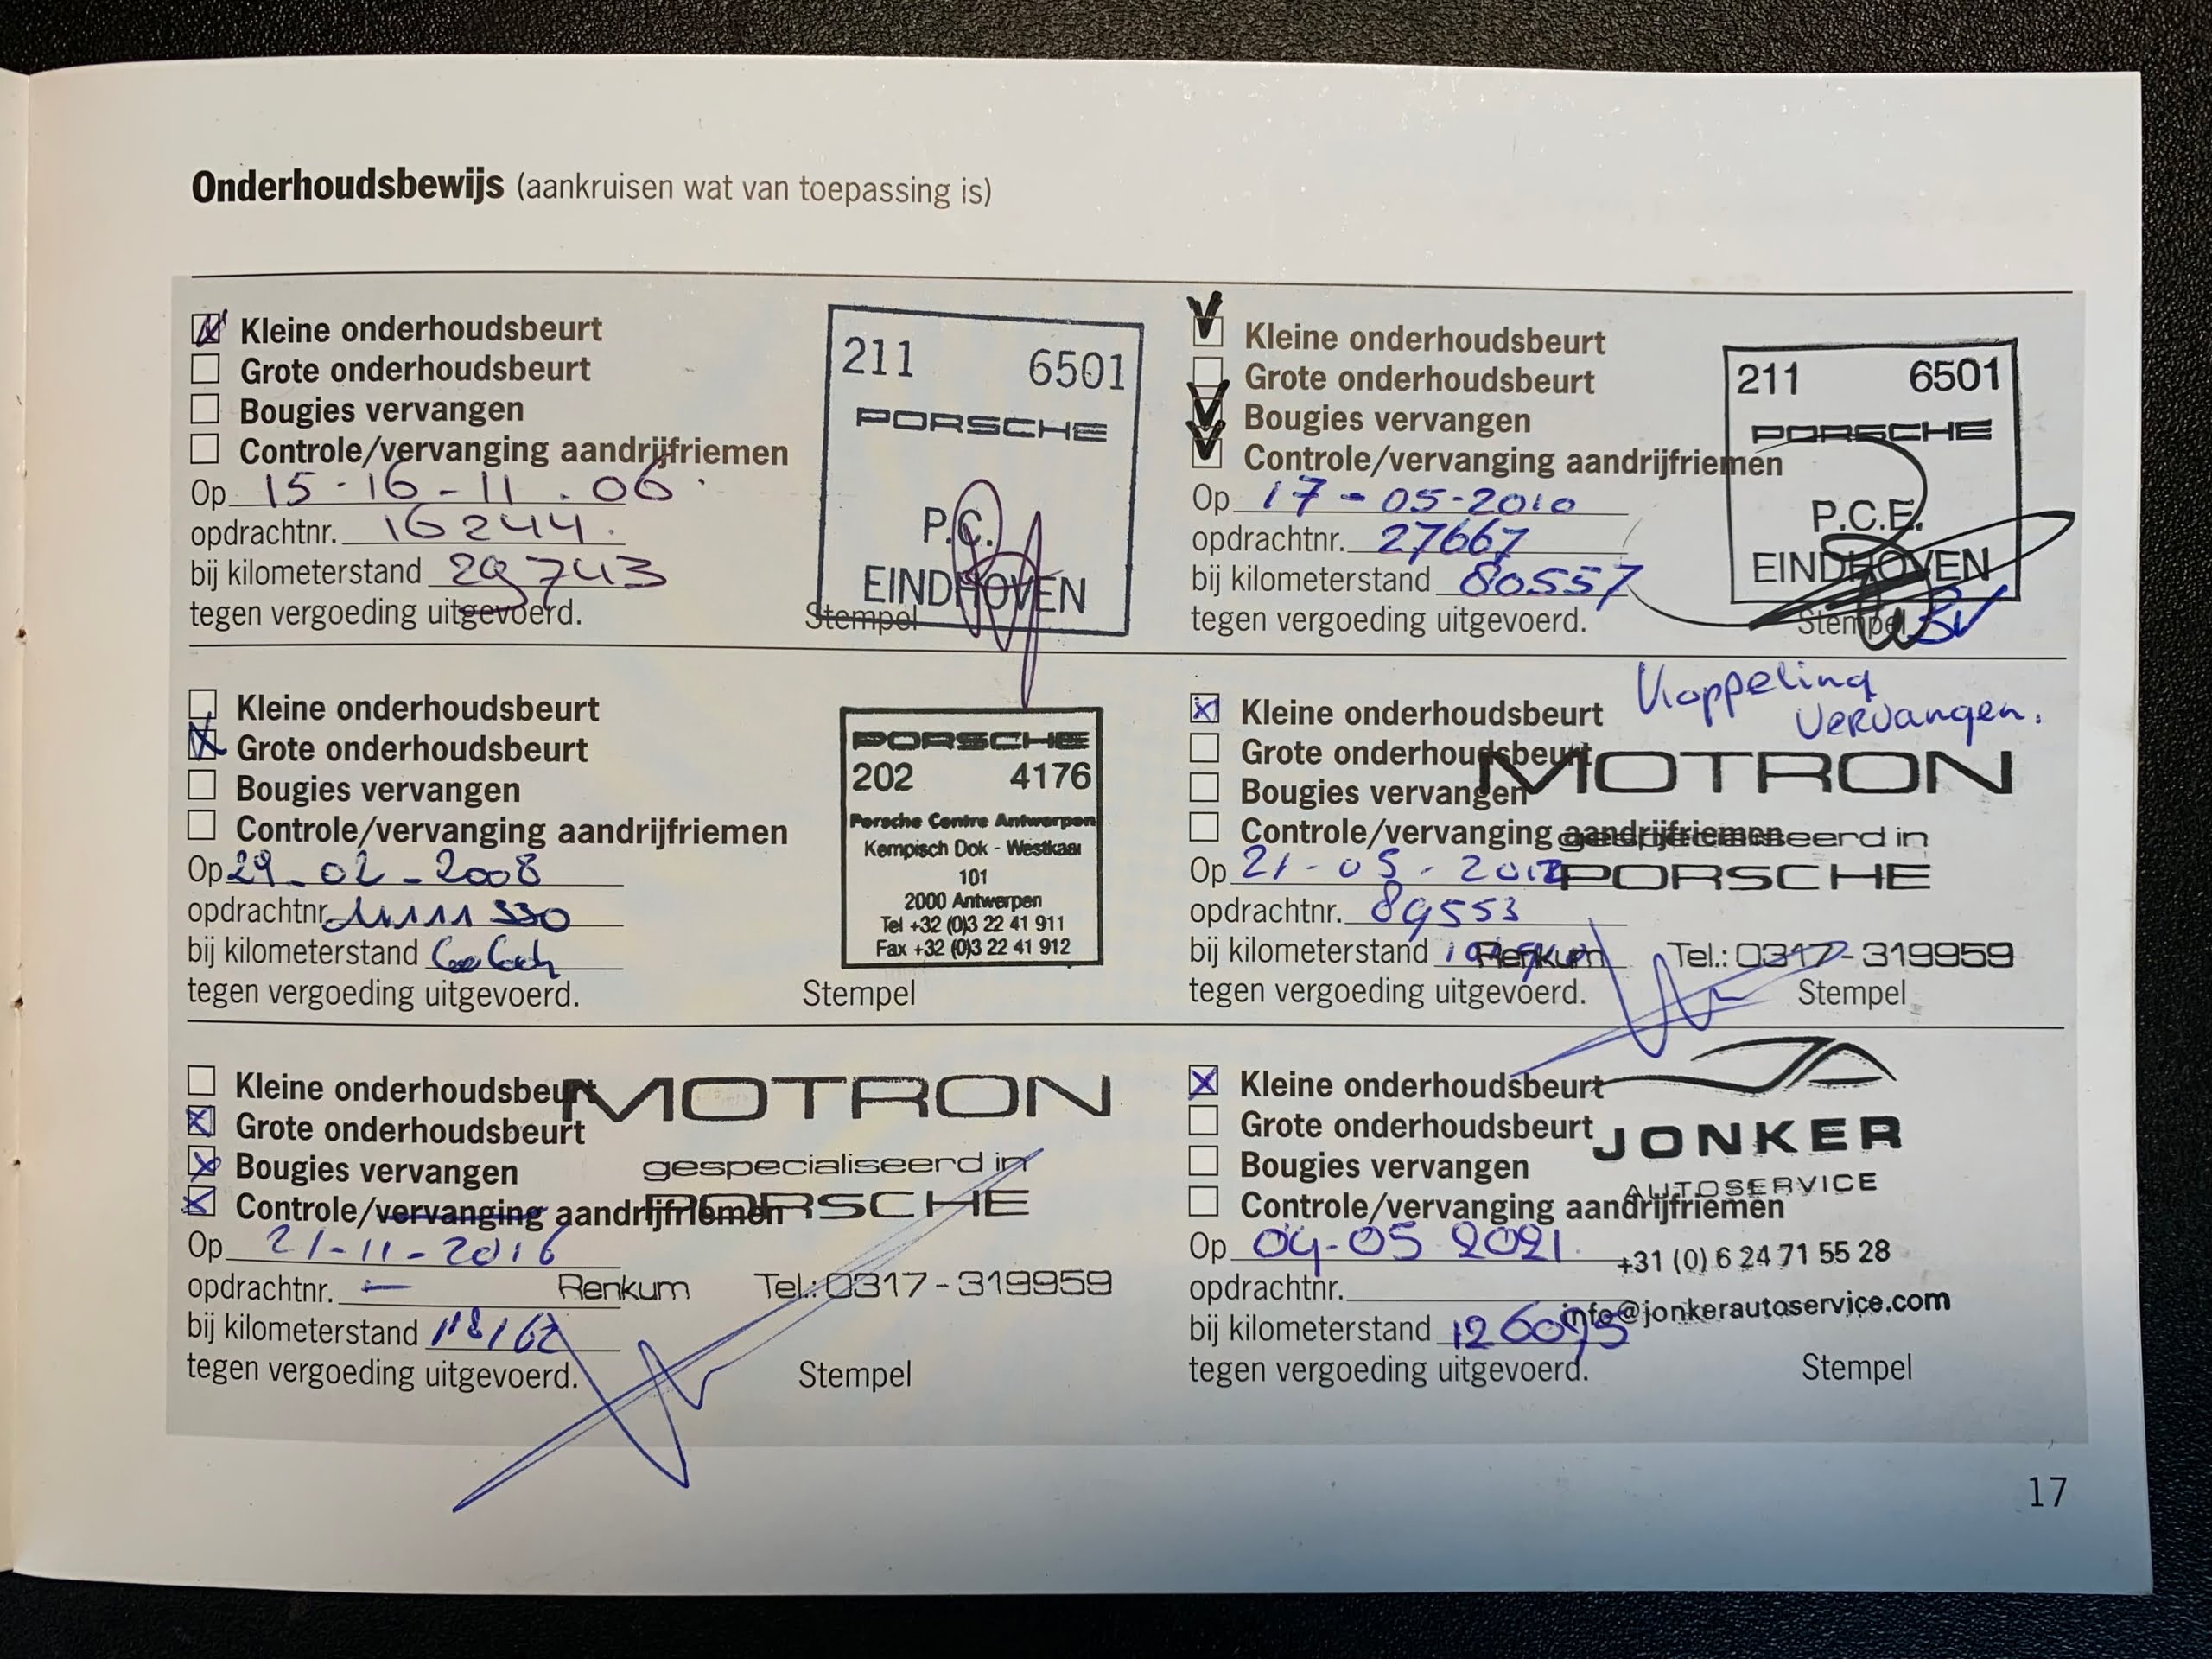 Onderhoudsbewijs (aankruisen wat van toepassing is)
Kleine onderhoudsbeurt
Grote onderhoudsbeurt
Bougies vervangen
Controle/vervanging aandrijfriemen
Op 15-16-11.06
opdrachtnr. 16244.
bij kilometerstand 29743
tegen vergoeding uitgevoerd.
211 6501
PORSCHE
P.C.
EINDHOVEN
Stempel
Kleine onderhoudsbeurt
Grote onderhoudsbeurt
Bougies vervangen
Controle/vervanging aandrijfriemen
Op 17-05-2010
opdrachtnr. 27667
bij kilometerstand 80557
tegen vergoeding uitgevoerd.
211 6501
PORSCHE
P.C.E.
EINDHOVEN
Stempel
Kleine onderhoudsbeurt
Grote onderhoudsbeurt
Bougies vervangen
Controle/vervanging aandrijfriemen
Op 29-02-2008
opdrachtnr.
bij kilometerstand
tegen vergoeding uitgevoerd.
PORSCHE
202 4176
Porsche Centre Antwerpen
Kempisch Dok - Westkaai
101
2000 Antwerpen
Tel +32 (0)3 22 41 911
Fax +32 (0)3 22 41 912
Stempel
Koppeling
vervangen.
Kleine onderhoudsbeurt
Grote onderhoudsbeurt
Bougies vervangen
Controle/vervanging aandrijfriemen
Op 21-05-2012
opdrachtnr. 89553
bij kilometerstand
tegen vergoeding uitgevoerd.
MOTRON
gespecialiseerd in
PORSCHE
Renkum Tel.: 0317-319959
Stempel
Kleine onderhoudsbeurt
Grote onderhoudsbeurt
Bougies vervangen
Controle/vervanging aandrijfriemen
Op 21-11-2016
opdrachtnr. -
bij kilometerstand
tegen vergoeding uitgevoerd.
MOTRON
gespecialiseerd in
PORSCHE
Renkum Tel.: 0317-319959
Stempel
Kleine onderhoudsbeurt
Grote onderhoudsbeurt
Bougies vervangen
Controle/vervanging aandrijfriemen
Op 04-05 2021
opdrachtnr.
bij kilometerstand 126095
tegen vergoeding uitgevoerd.
JONKER
AUTOSERVICE
+31 (0) 6 24 71 55 28
info@jonkerautoservice.com
Stempel
17